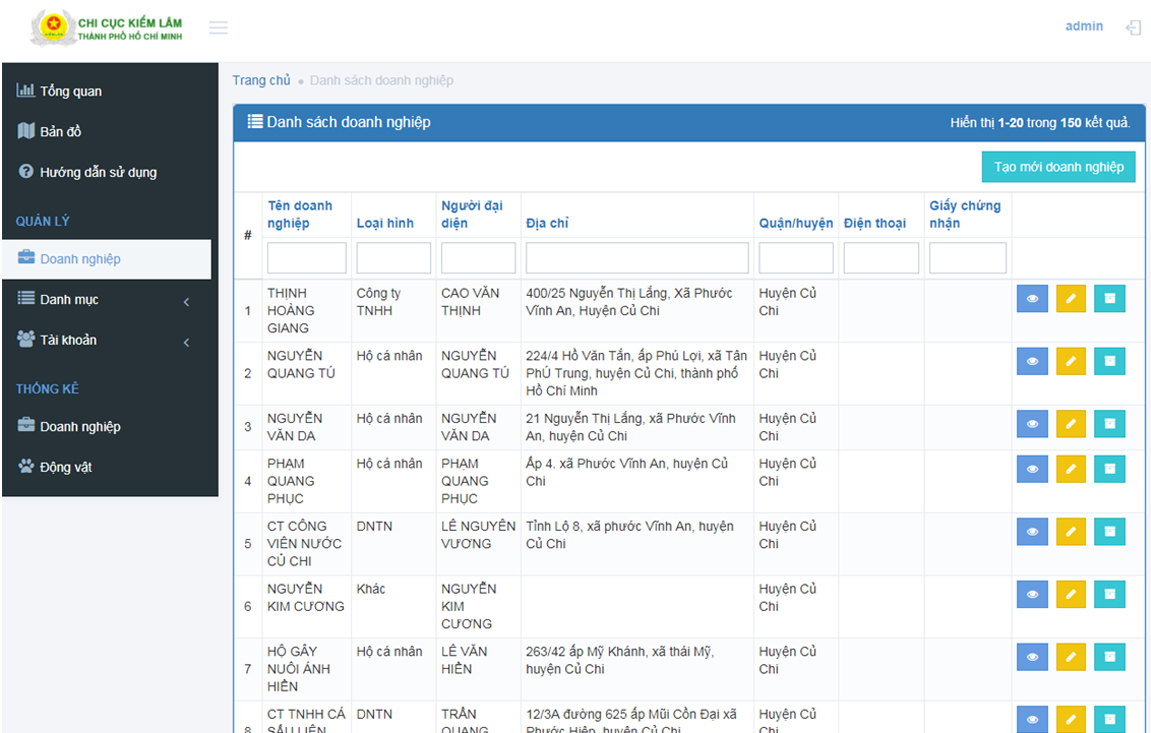 CHI CỤC KIỂM LÂM
THÀNH PHỐ HỒ CHÍ MINH
admin
Tổng quan
Bản đồ
Hướng dẫn sử dụng
QUẢN LÝ
Doanh nghiệp
Danh mục
Tài khoản
THỐNG KÊ
Doanh nghiệp
Động vật
Trang chủ • Danh sách doanh nghiệp
Danh sách doanh nghiệp
Hiển thị 1-20 trong 150 kết quả.
Tạo mới doanh nghiệp
# Tên doanh nghiệp Loại hình Người đại diện Địa chỉ Quận/huyện Điện thoại Giấy chứng nhận
1 THỊNH HOÀNG GIANG Công ty TNHH CAO VĂN THỊNH 400/25 Nguyễn Thị Lắng, Xã Phước Vĩnh An, Huyện Củ Chi Huyện Củ Chi
2 NGUYỄN QUANG TÚ Hộ cá nhân NGUYỄN QUANG TÚ 224/4 Hồ Văn Tắn, ấp Phú Lợi, xã Tân PhÚ Trung, huyện Củ Chi, thành phố Hồ Chí Minh Huyện Củ Chi
3 NGUYỄN VĂN DA Hộ cá nhân NGUYỄN VĂN DA 21 Nguyễn Thị Lắng, xã Phước Vĩnh An, huyện Củ Chi Huyện Củ Chi
4 PHẠM QUANG PHỤC Hộ cá nhân PHẠM QUANG PHỤC Ấp 4. xã Phước Vĩnh An, huyện Củ Chi Huyện Củ Chi
5 CT CÔNG VIÊN NƯỚC CỦ CHI DNTN LÊ NGUYÊN VƯƠNG Tỉnh Lộ 8, xã phước Vĩnh An, huyện Củ Chi Huyện Củ Chi
6 NGUYỄN KIM CƯƠNG Khác NGUYỄN KIM CƯƠNG Huyện Củ Chi
7 HỘ GÂY NUÔI ÁNH HIỀN Hộ cá nhân LÊ VĂN HIỀN 263/42 ấp Mỹ Khánh, xã thái Mỹ, huyện Củ Chi Huyện Củ Chi
8 CT TNHH CÁ SẤU LIÊN DNTN TRẦN QUANG 12/3A đường 625 ấp Mũi Cồn Đại xã Phước Hiệp, huyện Củ Chi Huyện Củ Chi